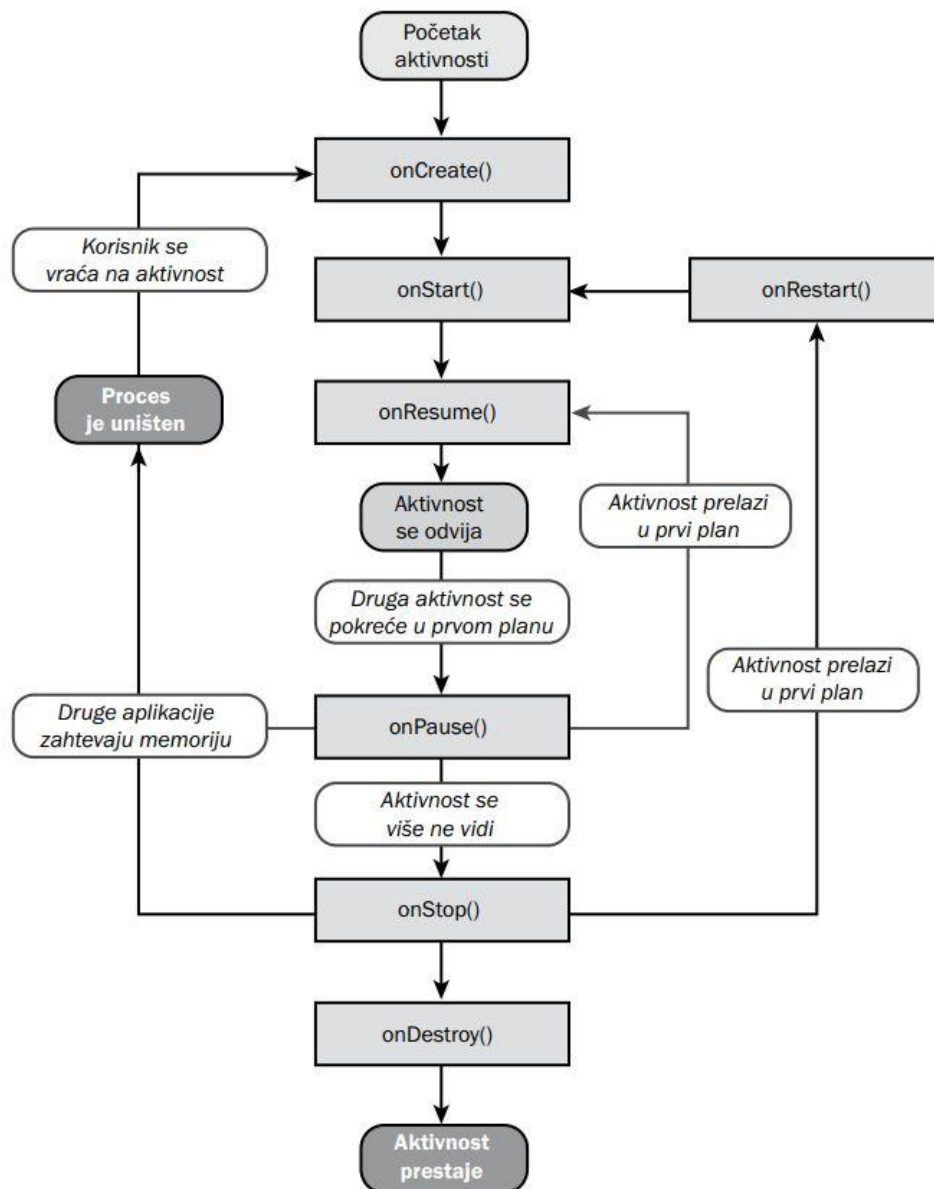 Početak
aktivnosti
onCreate()
Korisnik se
vraća na aktivnost
onStart()
onRestart()
Proces
je uništen
onResume()
Aktivnost
se odvija
Aktivnost prelazi
u prvi plan
Druga aktivnost se
pokreće u prvom planu
Aktivnost prelazi
u prvi plan
Druge aplikacije
zahtevaju memoriju
onPause()
Aktivnost se
više ne vidi
onStop()
onDestroy()
Aktivnost
prestaje